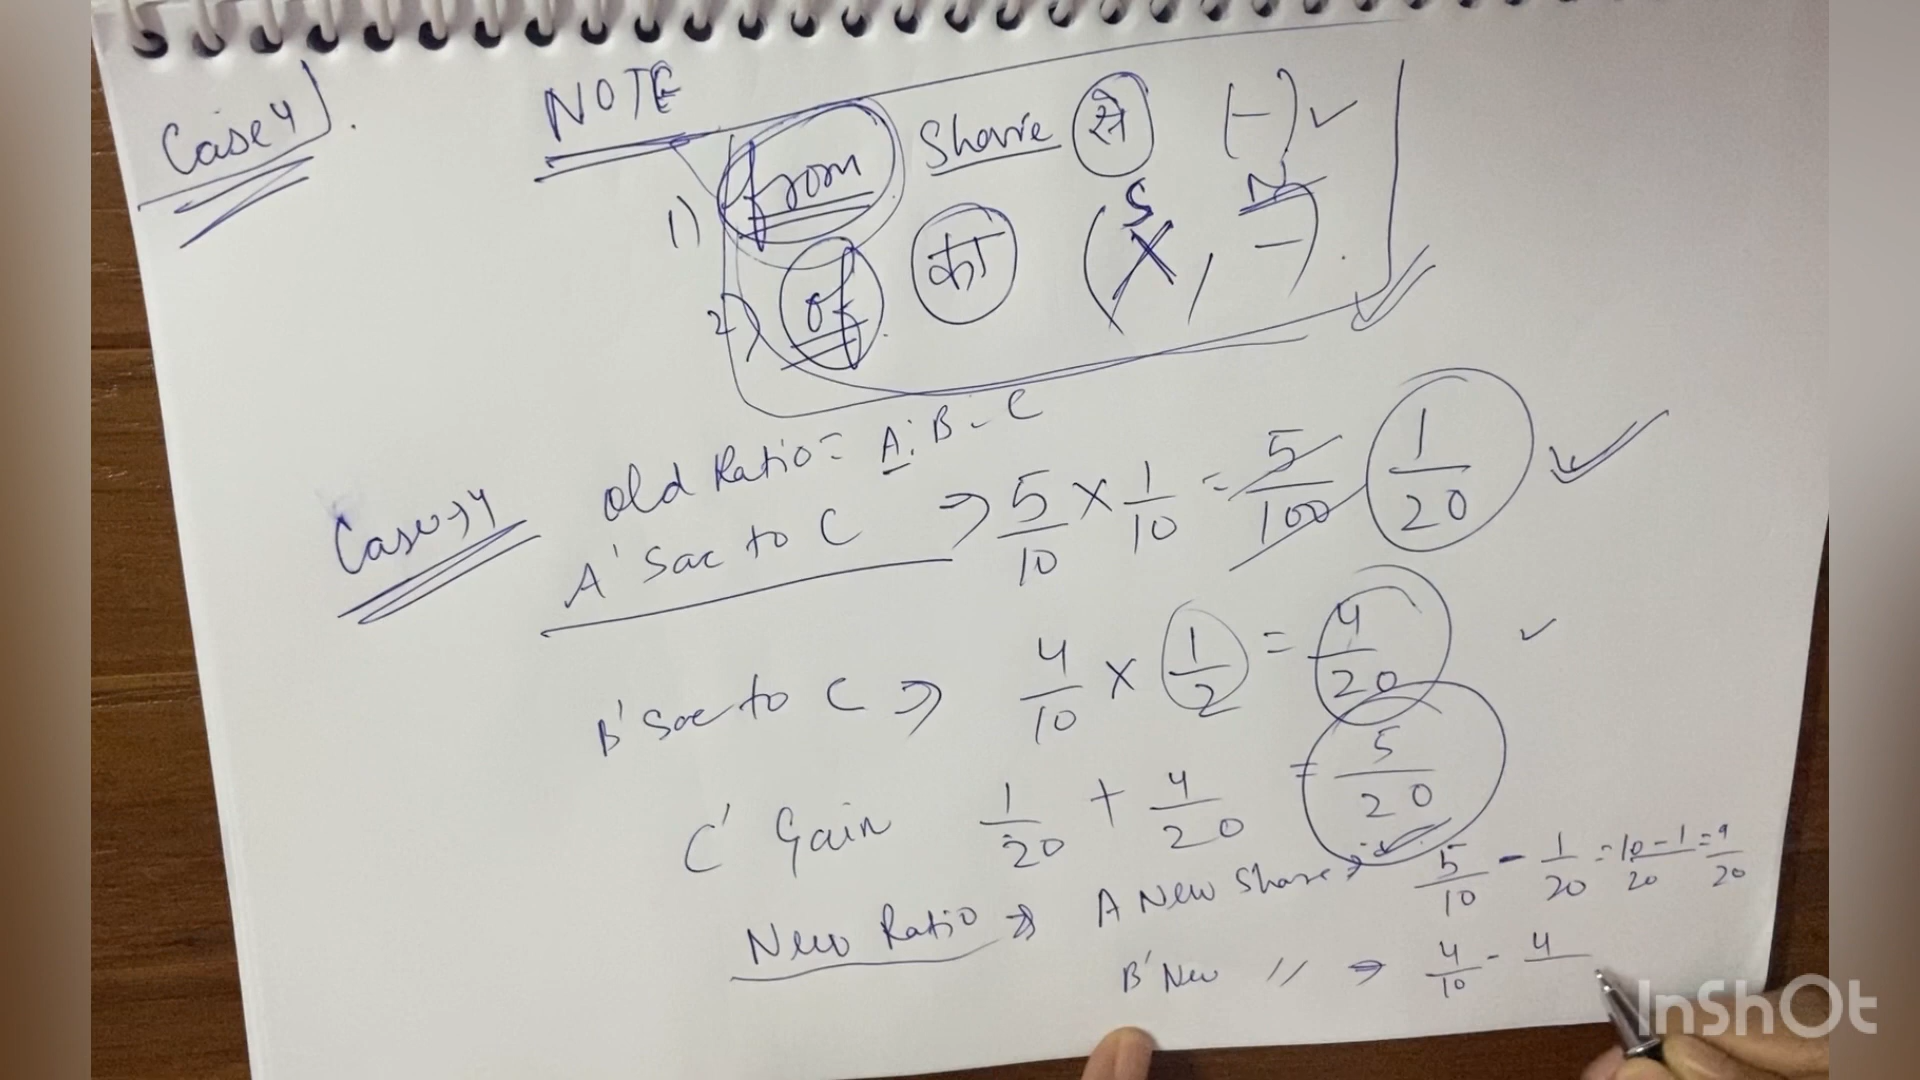 Case 4
NOTE
1) from Share से (-) ✓
2) of का (X, -) S N
Old Ratio = A:B-C
Case → 4
A' Sac to C ⇒ 5/10 × 1/10 = 5/100 1/20
B' Sac to C ⇒ 4/10 × 1/2 = 4/20
C' Gain 1/20 + 4/20 = 5/20
New Ratio ⇒ A New Share → 5/10 - 1/20 = 10-1/20 = 9/20
B' New // ⇒ 4/10 - 4
InShOt